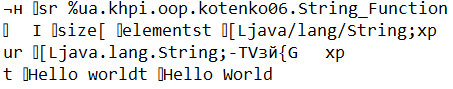 ¬н ▯sr %ua.khpi.oop.kotenko06.String_Function
▯  I ▯size[ ▯elementst ▯[Ljava/lang/String;xp
ur ▯[Ljava.lang.String;-ТVзй{G  xp
t ▯Hello worldt ▯Hello World